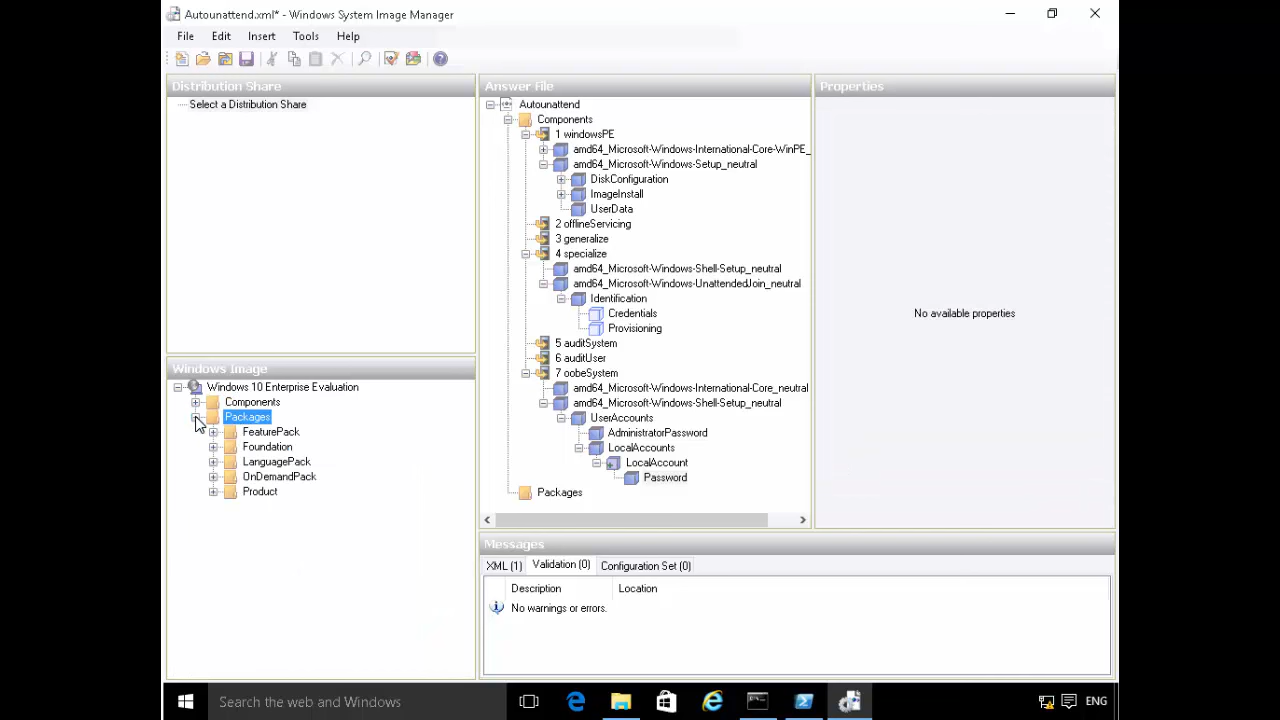 Autounattend.xml* - Windows System Image Manager
File Edit Insert Tools Help
Distribution Share
Select a Distribution Share
Windows Image
Windows 10 Enterprise Evaluation
Components
Packages
FeaturePack
Foundation
LanguagePack
OnDemandPack
Product
Answer File
Autounattend
Components
1 windowsPE
amd64_Microsoft-Windows-International-Core-WinPE_
amd64_Microsoft-Windows-Setup_neutral
DiskConfiguration
ImageInstall
UserData
2 offlineServicing
3 generalize
4 specialize
amd64_Microsoft-Windows-Shell-Setup_neutral
amd64_Microsoft-Windows-UnattendedJoin_neutral
Identification
Credentials
Provisioning
5 auditSystem
6 auditUser
7 oobeSystem
amd64_Microsoft-Windows-International-Core_neutral
amd64_Microsoft-Windows-Shell-Setup_neutral
UserAccounts
AdministratorPassword
LocalAccounts
LocalAccount
Password
Packages
Properties
No available properties
Messages
XML (1) Validation (0) Configuration Set (0)
Description Location
No warnings or errors.
Search the web and Windows
ENG